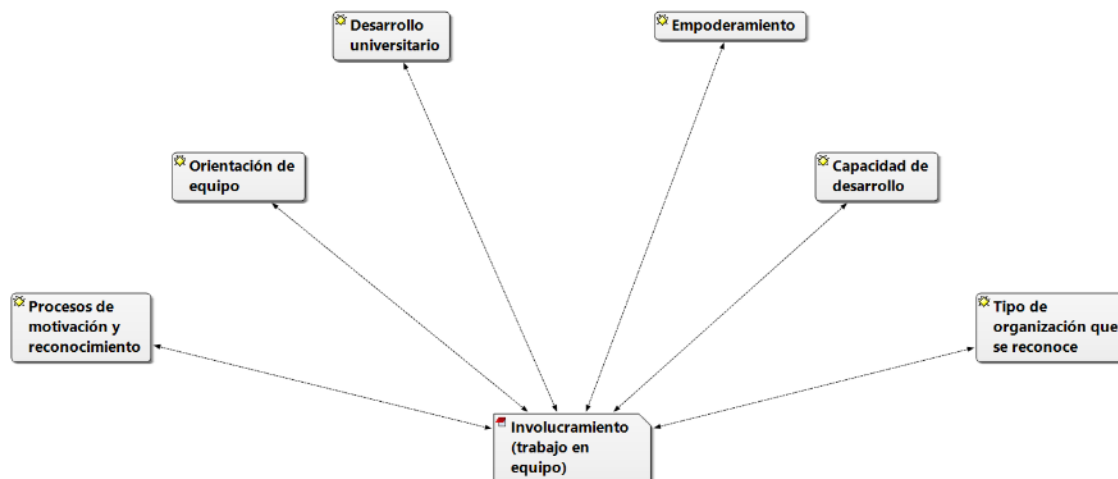 Desarrollo
universitario
Empoderamiento
Orientación de
equipo
Capacidad de
desarrollo
Procesos de
motivación y
reconocimiento
Tipo de
organización que
se reconoce
Involucramiento
(trabajo en
equipo)